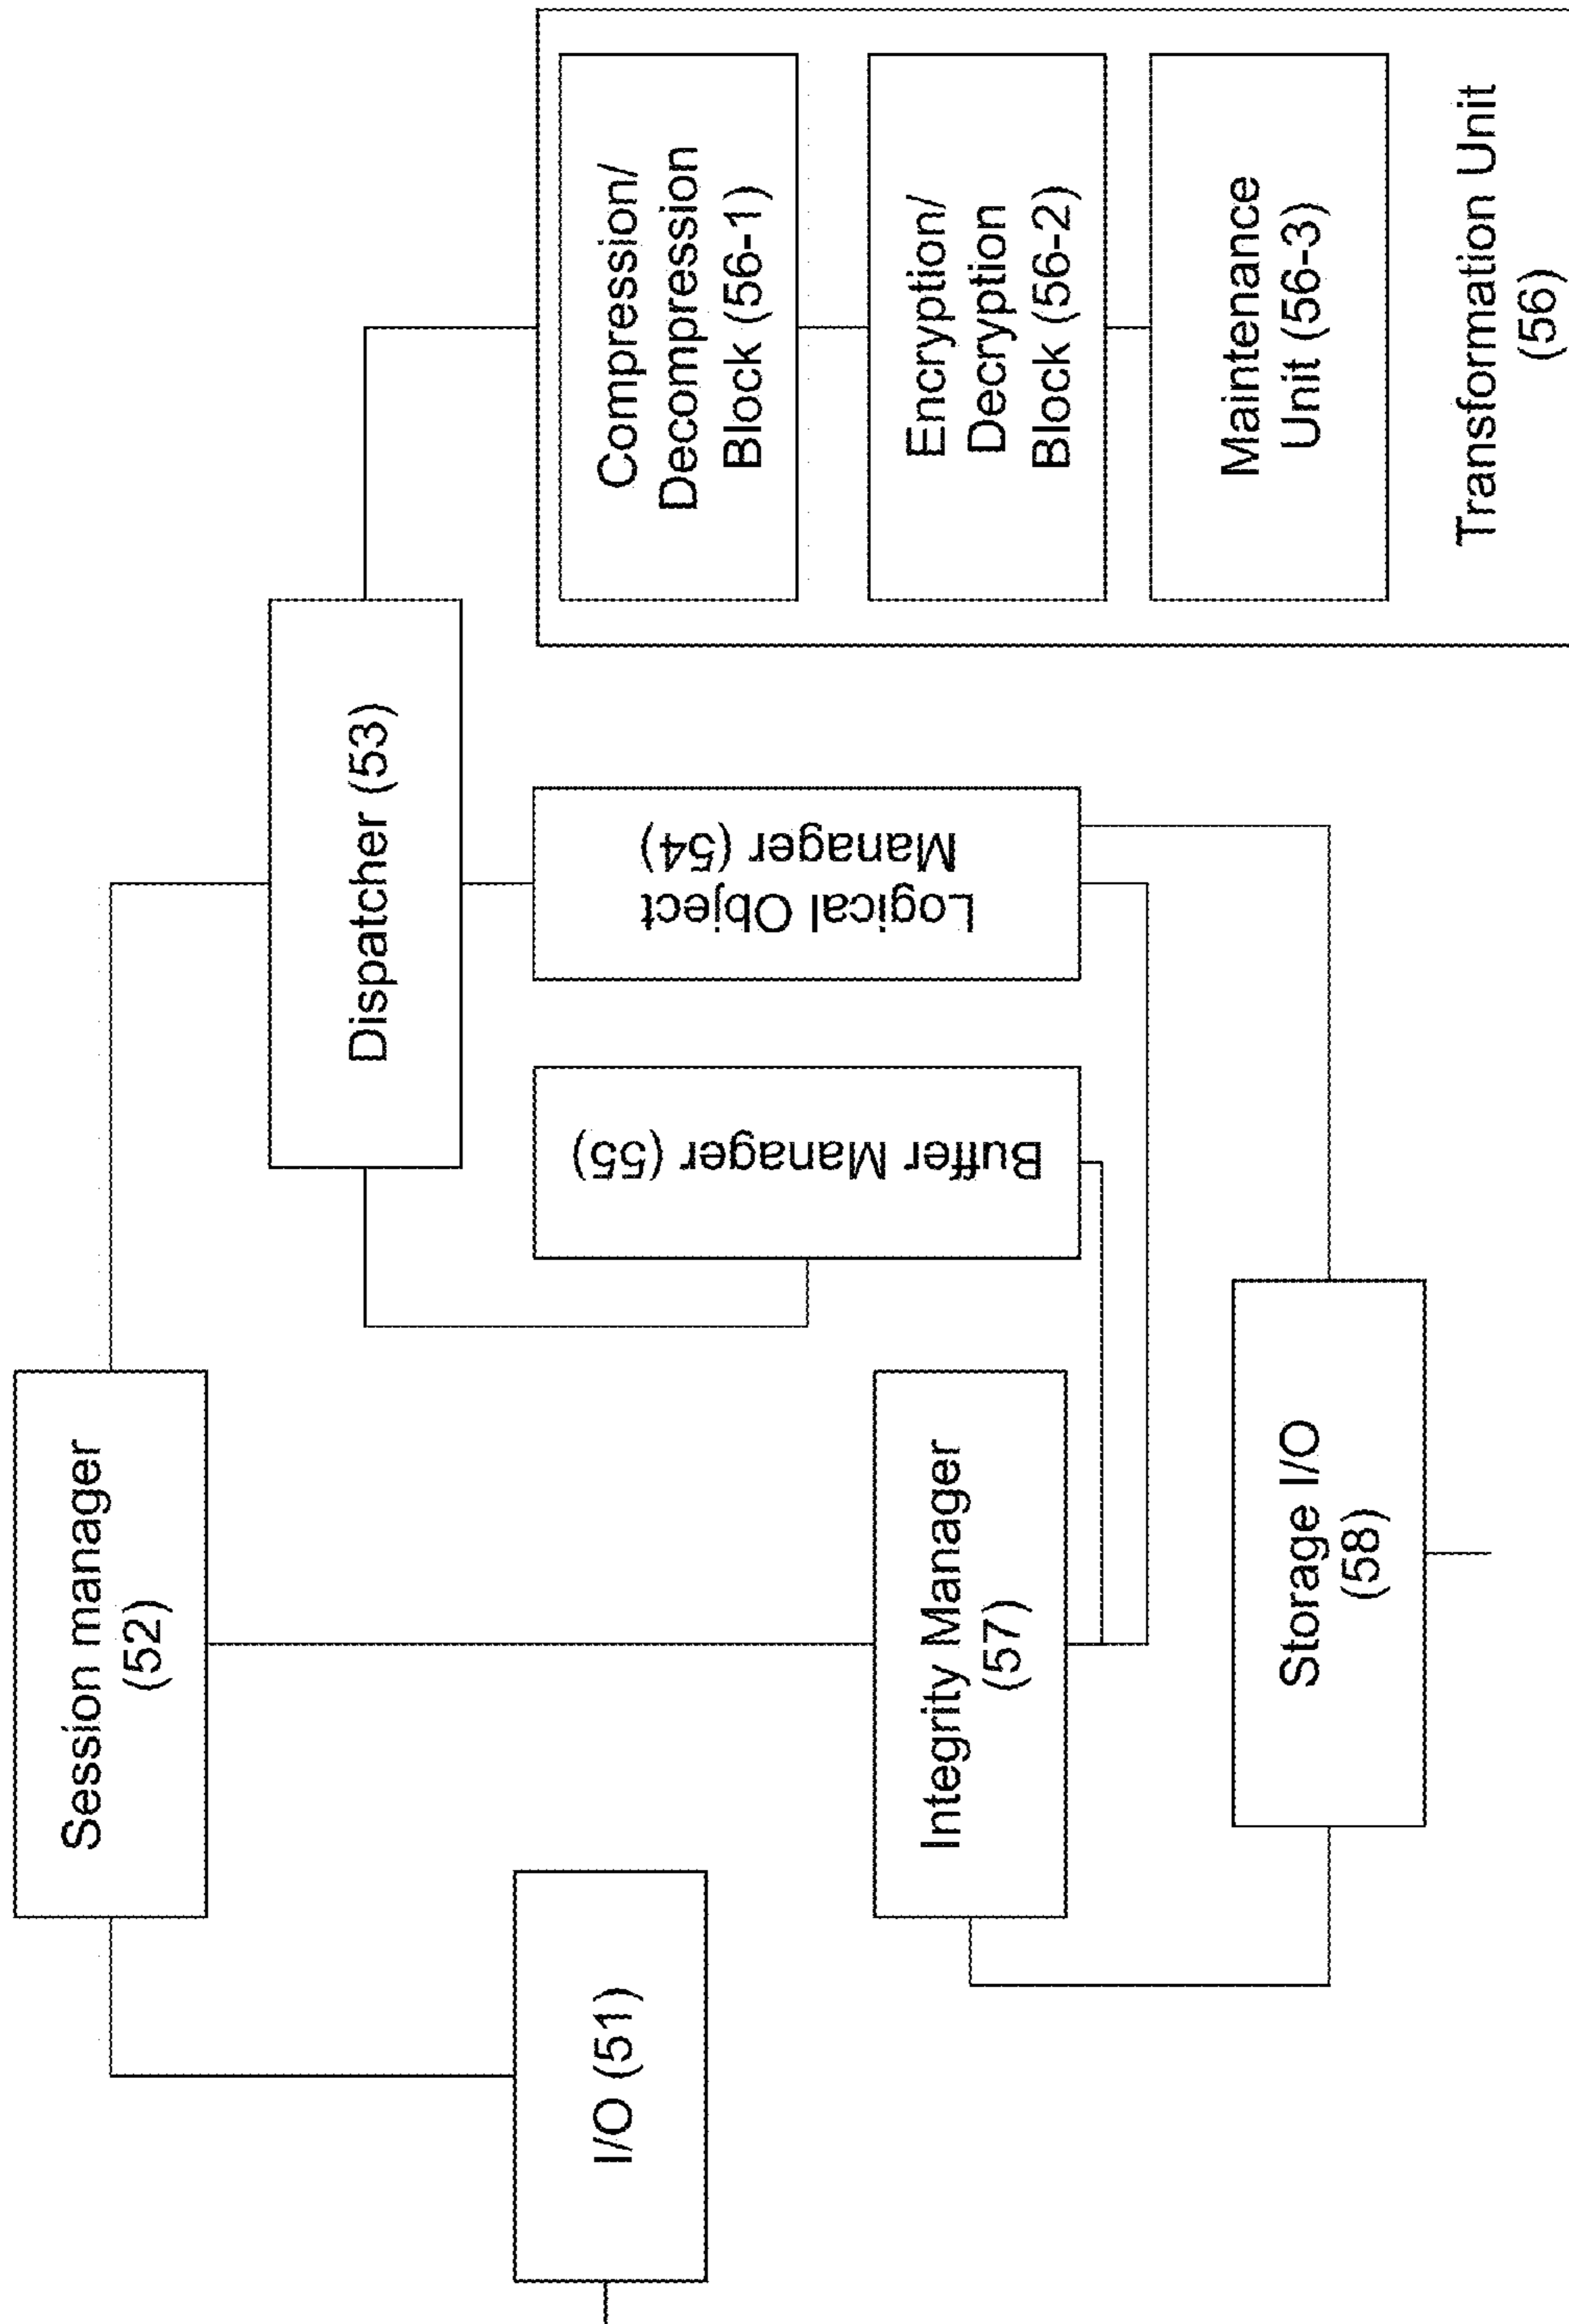 Session manager
(52)
I/O (51)
Dispatcher (53)
Integrity Manager
(57)
Buffer Manager (55)
Logical Object
Manager (54)
Storage I/O
(58)
Compression/
Decompression
Block (56-1)
Encryption/
Decryption
Block (56-2)
Maintenance
Unit (56-3)
Transformation Unit
(56)